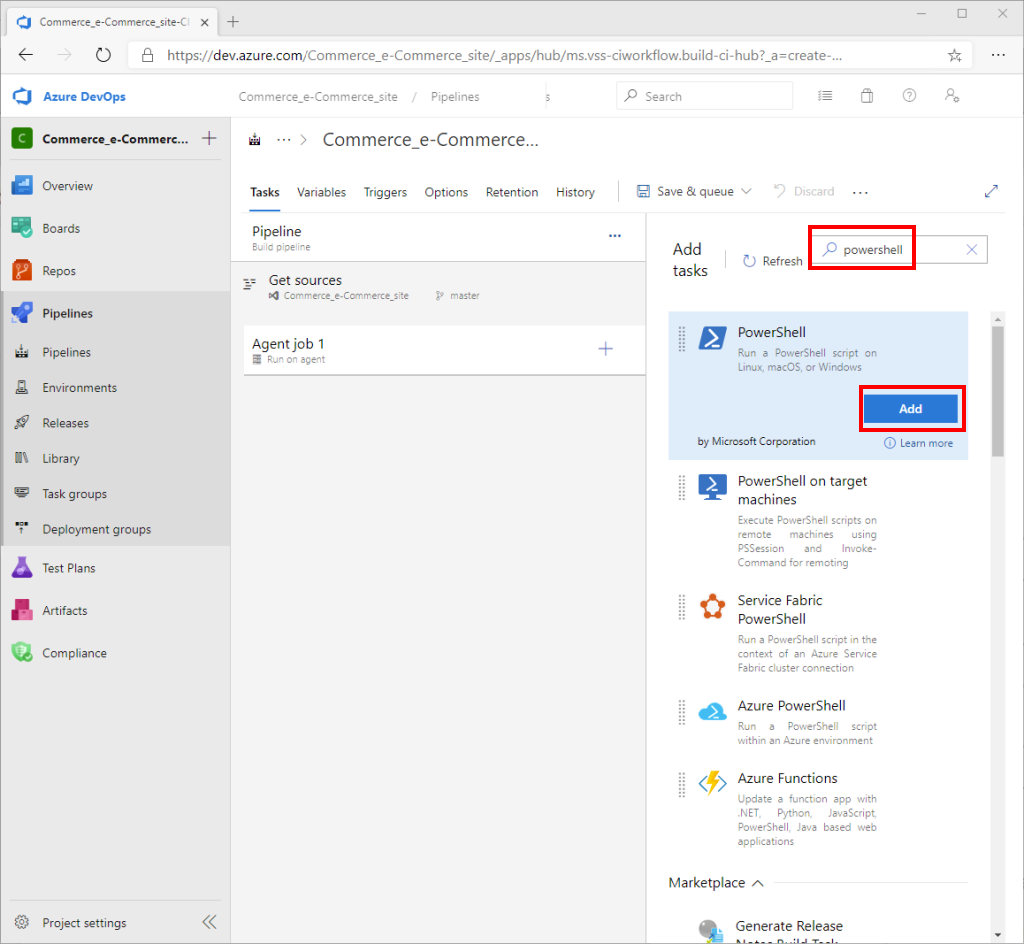 Commerce_e-Commerce_site-Cl
https://dev.azure.com/Commerce_e-Commerce_site/_apps/hub/ms.vss-ciworkflow.build-ci-hub?_a=create-...
Azure DevOps
Commerce_e-Commerce_site / Pipelines
s
Search
C
Commerce_e-Commerc...
Overview
Boards
Repos
Pipelines
Pipelines
Environments
Releases
Library
Task groups
Deployment groups
Test Plans
Artifacts
Compliance
Project settings
... > Commerce_e-Commerce...
Tasks Variables Triggers Options Retention History Save & queue Discard ...
Pipeline
Build pipeline
Get sources
Commerce_e-Commerce_site master
Agent job 1
Run on agent
Add
tasks
Refresh
powershell
PowerShell
Run a PowerShell script on
Linux, macOS, or Windows
Add
by Microsoft Corporation
Learn more
PowerShell on target
machines
Execute PowerShell scripts on
remote machines using
PSSession and Invoke-
Command for remoting
Service Fabric
PowerShell
Run a PowerShell script in the
context of an Azure Service
Fabric cluster connection
Azure PowerShell
Run a PowerShell script
within an Azure environment
Azure Functions
Update a function app with
.NET, Python, JavaScript,
PowerShell, Java based web
applications
Marketplace
Generate Release
Notes Build Task